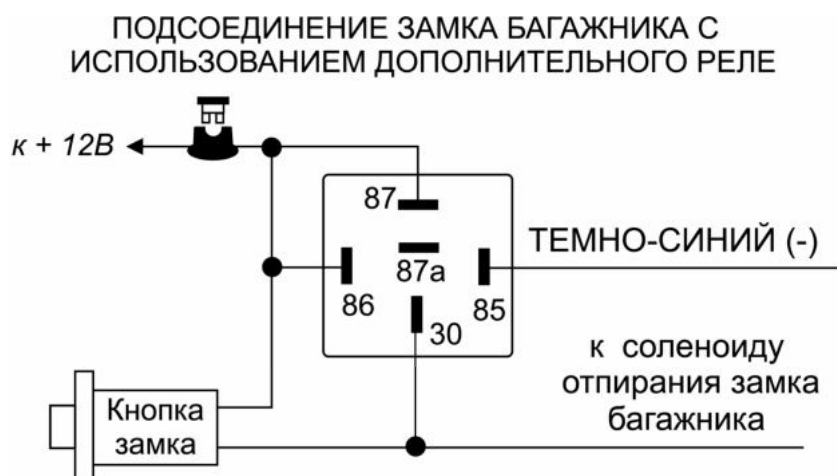 ПОДСОЕДИНЕНИЕ ЗАМКА БАГАЖНИКА С
ИСПОЛЬЗОВАНИЕМ ДОПОЛНИТЕЛЬНОГО РЕЛЕ
к + 12В
87
ТЕМНО-СИНИЙ (-)
87а
86
85
30
к соленоиду
отпирания замка
багажника
Кнопка
замка